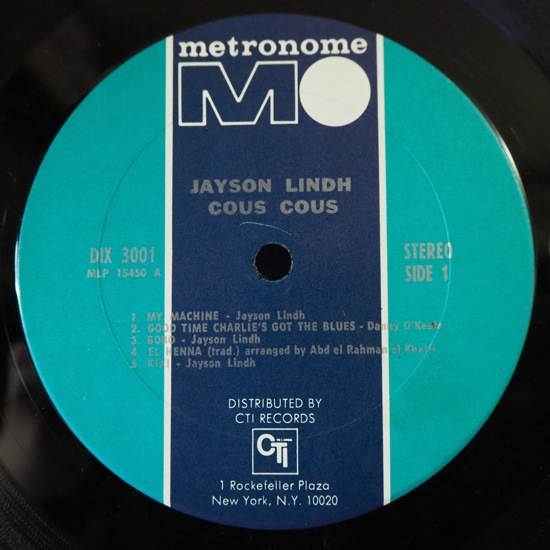 metronome
MO
JAYSON LINDH
COUS COUS
DIX 3001
MLP 15450 A
STEREO
SIDE 1
1. MY MACHINE - Jayson Lindh
2. GOOD TIME CHARLIE'S GOT THE BLUES - Danny O'Keefe
3. BORO - Jayson Lindh
4. EL HENNA (trad.) arranged by Abd el Rahman el Khatib
5. - Jayson Lindh
DISTRIBUTED BY
CTI RECORDS
CTI
1 Rockefeller Plaza
New York, N.Y. 10020